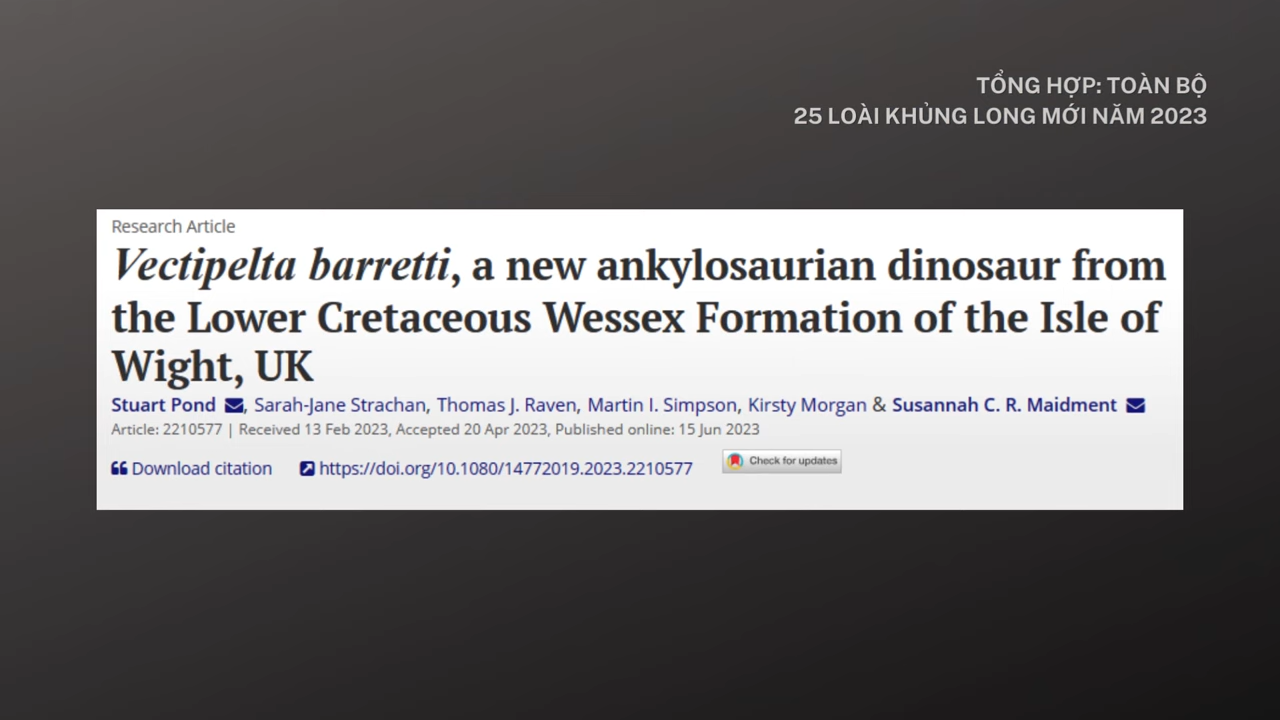 TỔNG HỢP: TOÀN BỘ
25 LOÀI KHỦNG LONG MỚI NĂM 2023
Research Article
Vectipelta barretti, a new ankylosaurian dinosaur from
the Lower Cretaceous Wessex Formation of the Isle of
Wight, UK
Stuart Pond , Sarah-Jane Strachan, Thomas J. Raven, Martin I. Simpson, Kirsty Morgan & Susannah C. R. Maidment
Article: 2210577 | Received 13 Feb 2023, Accepted 20 Apr 2023, Published online: 15 Jun 2023
Download citation https://doi.org/10.1080/14772019.2023.2210577 Check for updates